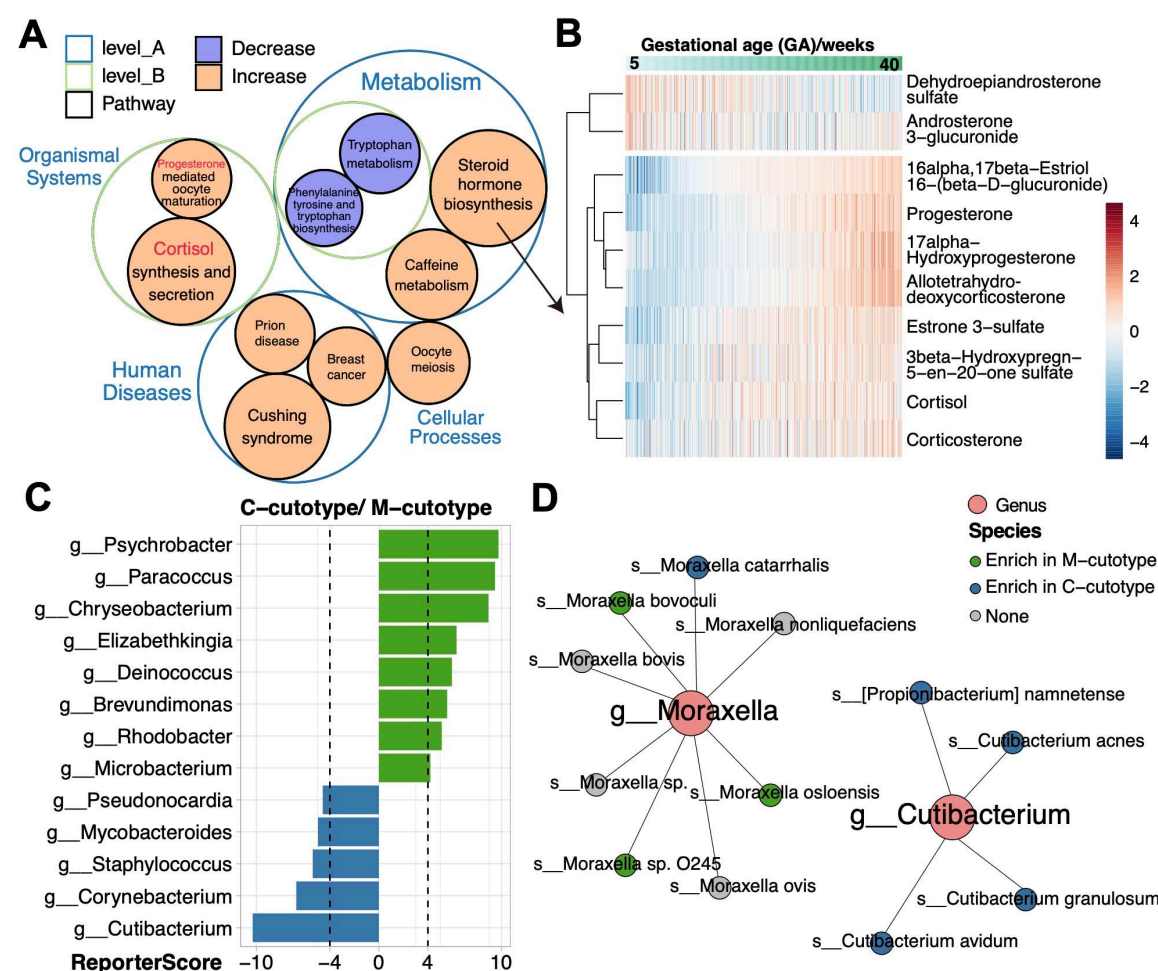 A
level_A
level_B
Pathway
Decrease
Increase
Metabolism
Organismal
Systems
Progesterone
mediated
oocyte
maturation
Cortisol
synthesis and
secretion
Tryptophan
metabolism
Phenylalanine
tyrosine and
tryptophan
biosynthesis
Steroid
hormone
biosynthesis
Caffeine
metabolism
Prion
disease
Breast
cancer
Oocyte
meiosis
Human
Diseases
Cushing
syndrome
Cellular
Processes
B
Gestational age (GA)/weeks
5
40
Dehydroepiandrosterone
sulfate
Androsterone
3−glucuronide
16alpha,17beta−Estriol
16−(beta−D−glucuronide)
Progesterone
17alpha−
Hydroxyprogesterone
Allotetrahydro-
deoxycorticosterone
Estrone 3−sulfate
3beta−Hydroxypregn−
5−en−20−one sulfate
Cortisol
Corticosterone
4
2
0
−2
−4
C
C−cutotype/ M−cutotype
g__Psychrobacter
g__Paracoccus
g__Chryseobacterium
g__Elizabethkingia
g__Deinococcus
g__Brevundimonas
g__Rhodobacter
g__Microbacterium
g__Pseudonocardia
g__Mycobacteroides
g__Staphylococcus
g__Corynebacterium
g__Cutibacterium
ReporterScore
−10 −4 0 4 10
D
Genus
Species
Enrich in M−cutotype
Enrich in C−cutotype
None
s__Moraxella catarrhalis
s__Moraxella bovoculi
s__Moraxella nonliquefaciens
s__Moraxella bovis
g__Moraxella
s__Moraxella sp.
s__Moraxella osloensis
s__Moraxella sp. O245
s__Moraxella ovis
s__[Propionibacterium] namnetense
s__Cutibacterium acnes
g__Cutibacterium
s__Cutibacterium granulosum
s__Cutibacterium avidum